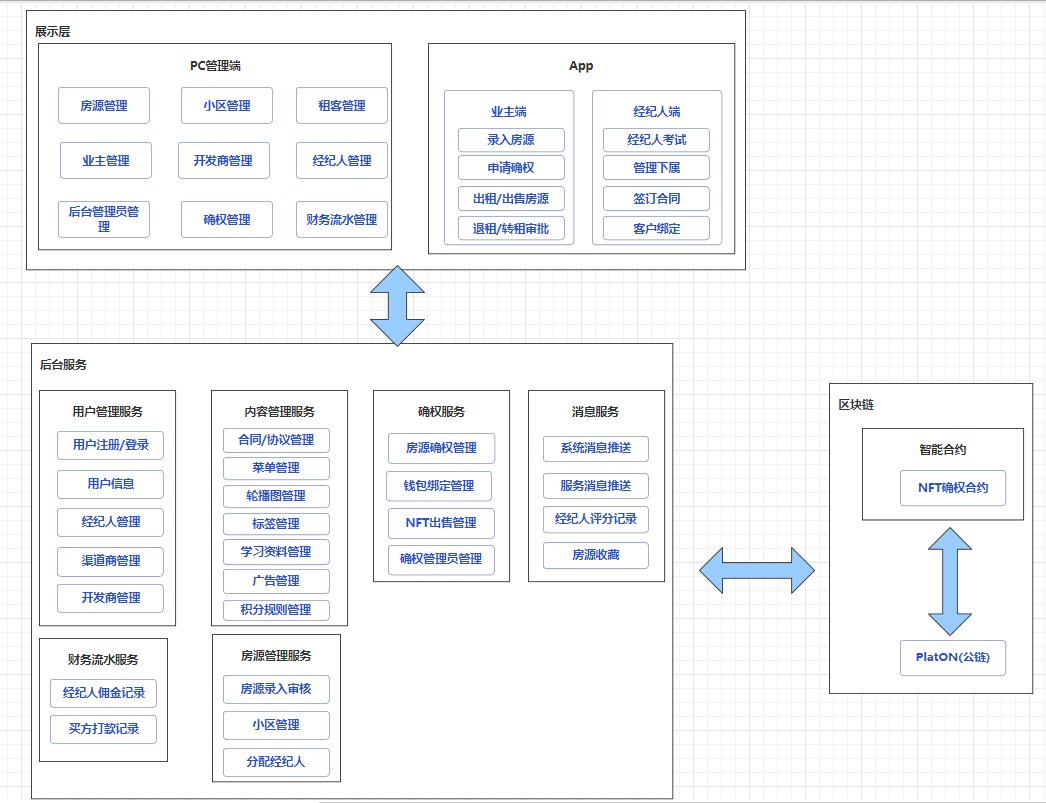 展示层
PC管理端
房源管理
小区管理
租客管理
业主管理
开发商管理
经纪人管理
后台管理员管
理
确权管理
财务流水管理
App
业主端
录入房源
申请确权
出租/出售房源
退租/转租审批
经纪人端
经纪人考试
管理下属
签订合同
客户绑定
后台服务
用户管理服务
用户注册/登录
用户信息
经纪人管理
渠道商管理
开发商管理
内容管理服务
合同/协议管理
菜单管理
轮播图管理
标签管理
学习资料管理
广告管理
积分规则管理
确权服务
房源确权管理
钱包绑定管理
NFT出售管理
确权管理员管理
消息服务
系统消息推送
服务消息推送
经纪人评分记录
房源收藏
财务流水服务
经纪人佣金记录
买方打款记录
房源管理服务
房源录入审核
小区管理
分配经纪人
区块链
智能合约
NFT确权合约
PlatON(公链)